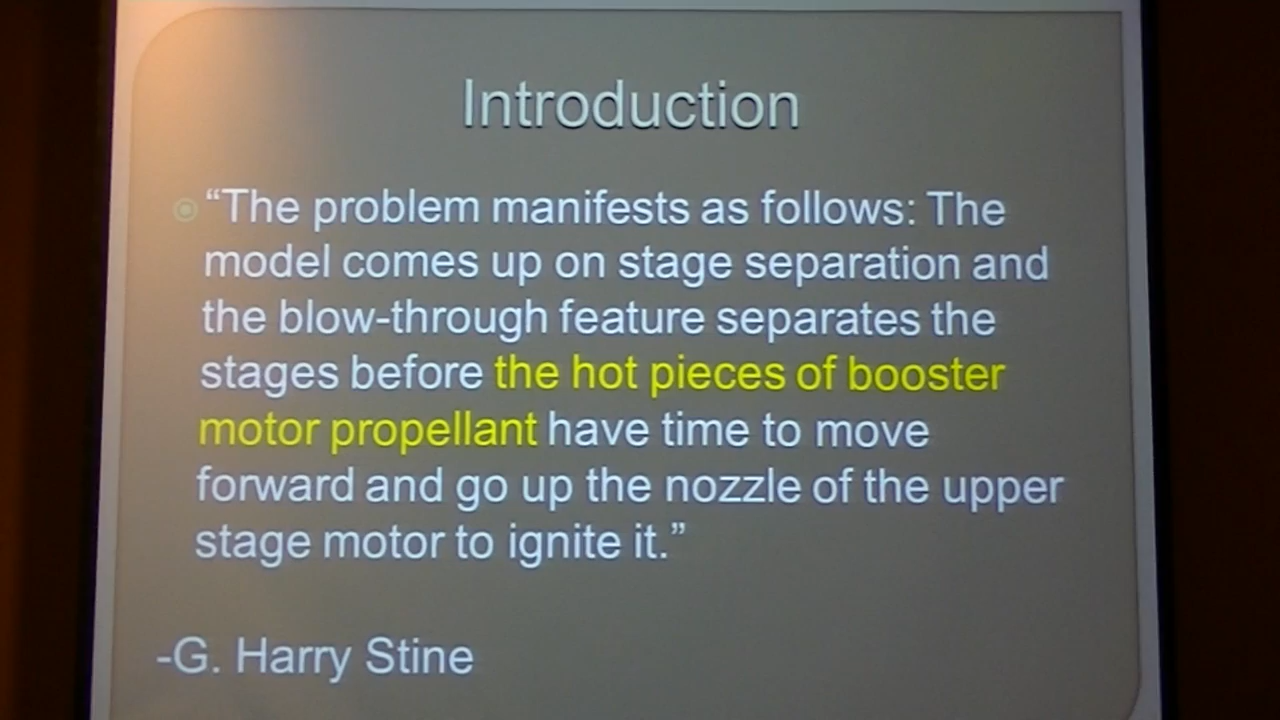 Introduction
“The problem manifests as follows: The
model comes up on stage separation and
the blow-through feature separates the
stages before the hot pieces of booster
motor propellant have time to move
forward and go up the nozzle of the upper
stage motor to ignite it.”
-G. Harry Stine